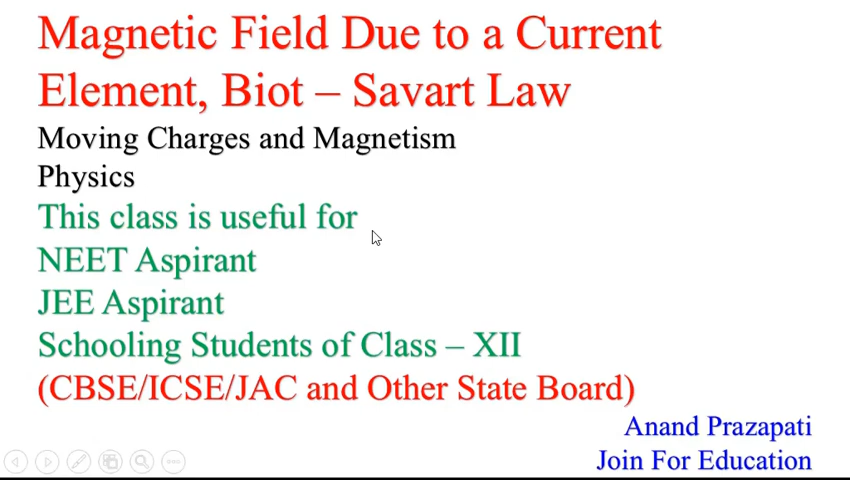 Magnetic Field Due to a Current
Element, Biot – Savart Law
Moving Charges and Magnetism
Physics
This class is useful for
NEET Aspirant
JEE Aspirant
Schooling Students of Class – XII
(CBSE/ICSE/JAC and Other State Board)
Anand Prazapati
Join For Education